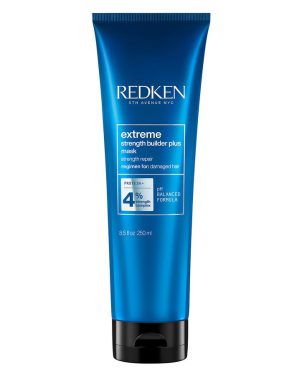 REDKEN
5TH AVENUE NYC
extreme
strength builder plus
mask
strength repair
regimen for damaged hair
PROTEIN+
4%
strength
complex
pH
BALANCED
FORMULA
8.5 fl oz 250 ml